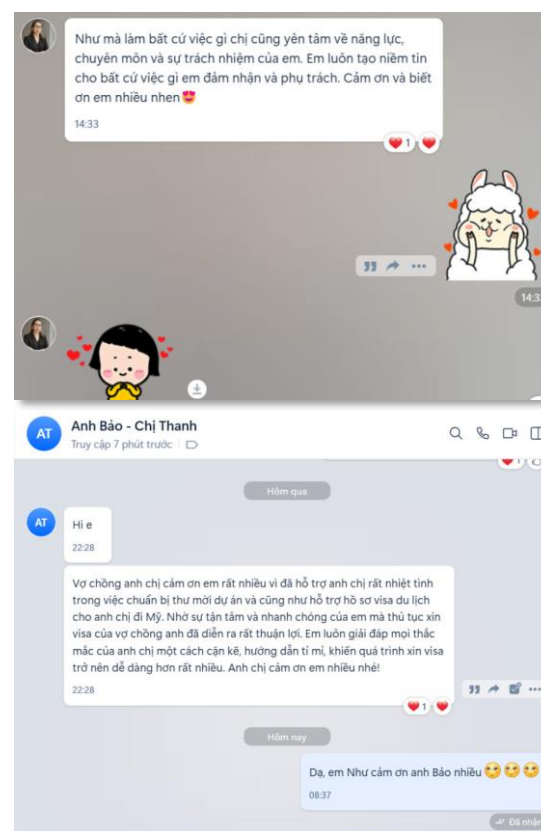 Như mà làm bất cứ việc gì chị cũng yên tâm về năng lực,
chuyên môn và sự trách nhiệm của em. Em luôn tạo niềm tin
cho bất cứ việc gì em đảm nhận và phụ trách. Cảm ơn và biết
ơn em nhiều nhen😍
14:33
1
14:3
AT
Anh Bảo - Chị Thanh
Truy cập 7 phút trước
1
Hôm qua
AT
Hi e
22:28
Vợ chồng anh chị cảm ơn em rất nhiều vì đã hỗ trợ anh chị rất nhiệt tình
trong việc chuẩn bị thư mời dự án và cũng như hỗ trợ hồ sơ visa du lịch
cho anh chị đi Mỹ. Nhờ sự tận tâm và nhanh chóng của em mà thủ tục xin
visa của vợ chồng anh đã diễn ra rất thuận lợi. Em luôn giải đáp mọi thắc
mắc của anh chị một cách cặn kẽ, hướng dẫn tỉ mỉ, khiến quá trình xin visa
trở nên dễ dàng hơn rất nhiều. Anh chị cảm ơn em nhiều nhé!
22:28
1
Hôm nay
Dạ, em Như cảm ơn anh Bảo nhiều
08:37
Đã nhận